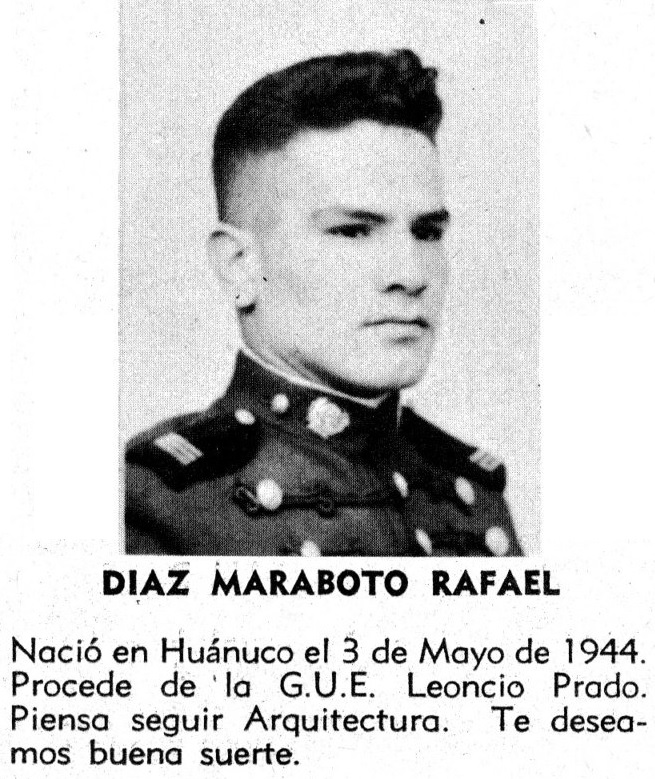 DIAZ MARABOTO RAFAEL
Nació en Huánuco el 3 de Mayo de 1944.
Procede de la G.U.E. Leoncio Prado.
Piensa seguir Arquitectura. Te desea-
mos buena suerte.